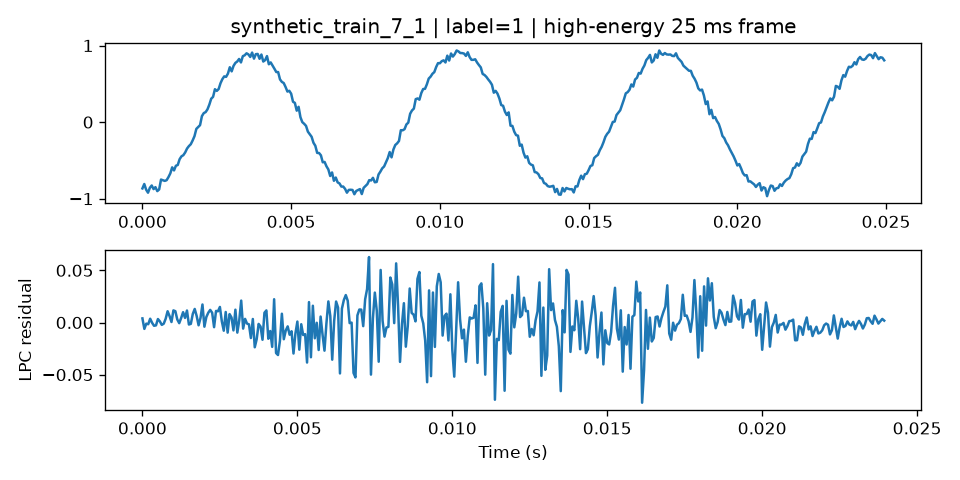 synthetic_train_7_1 | label=1 | high-energy 25 ms frame
1
0
−1
0.000 0.005 0.010 0.015 0.020 0.025
LPC residual
0.05
0.00
−0.05
0.000 0.005 0.010 0.015 0.020 0.025
Time (s)